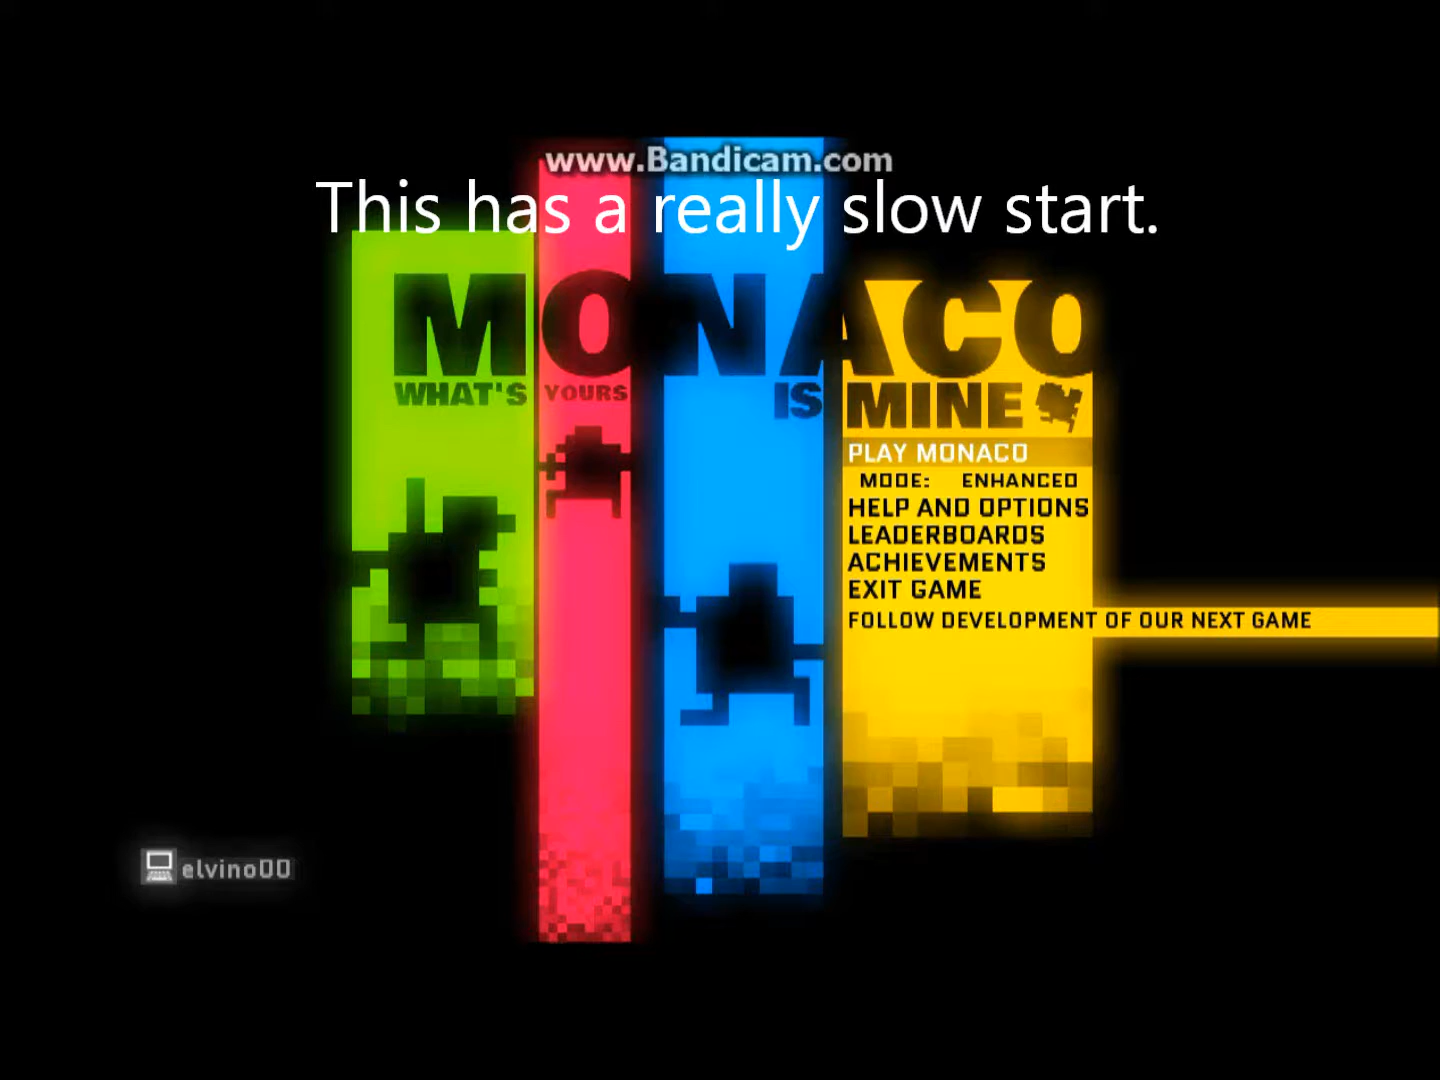 www.Bandicam.com
This has a really slow start.
MONACO
WHAT'S YOURS IS MINE
PLAY MONACO
MODE: ENHANCED
HELP AND OPTIONS
LEADERBOARDS
ACHIEVEMENTS
EXIT GAME
FOLLOW DEVELOPMENT OF OUR NEXT GAME
elvino00